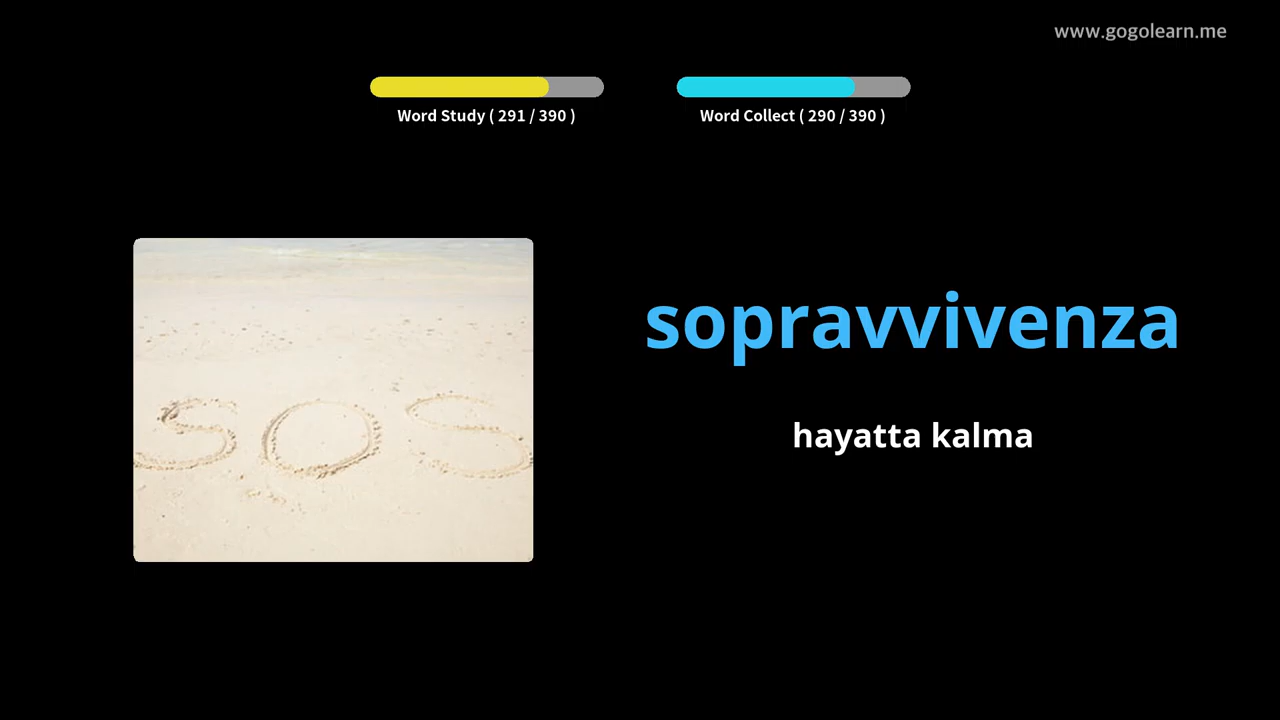 www.gogolearn.me
Word Study ( 291 / 390 )
Word Collect ( 290 / 390 )
SOS
sopravvivenza
hayatta kalma